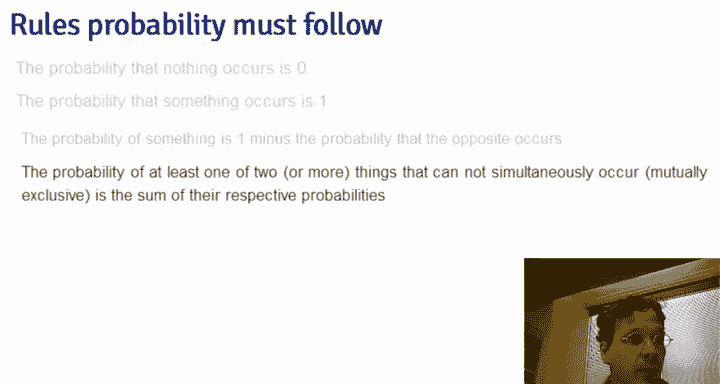 Rules probability must follow
The probability that nothing occurs is 0
The probability that something occurs is 1
The probability of something is 1 minus the probability that the opposite occurs
The probability of at least one of two (or more) things that can not simultaneously occur (mutually
exclusive) is the sum of their respective probabilities